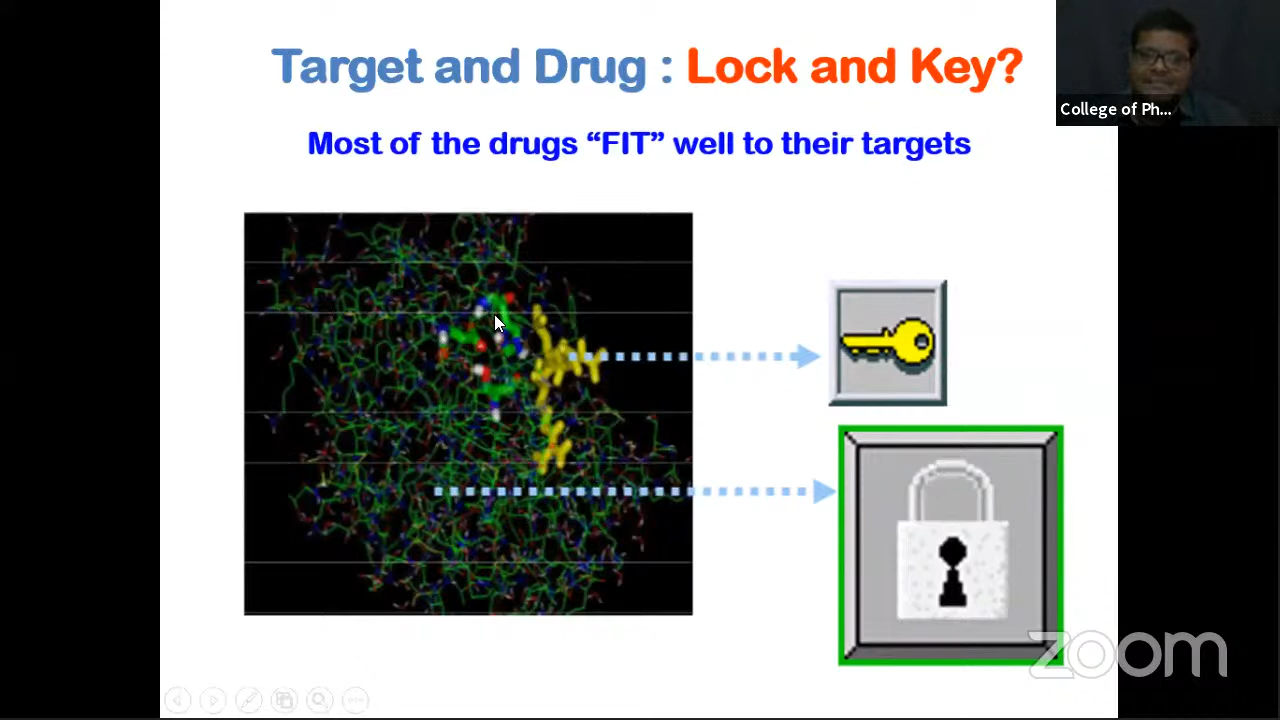 Target and Drug : Lock and Key?
College of Ph...
Most of the drugs “FIT” well to their targets
zoom